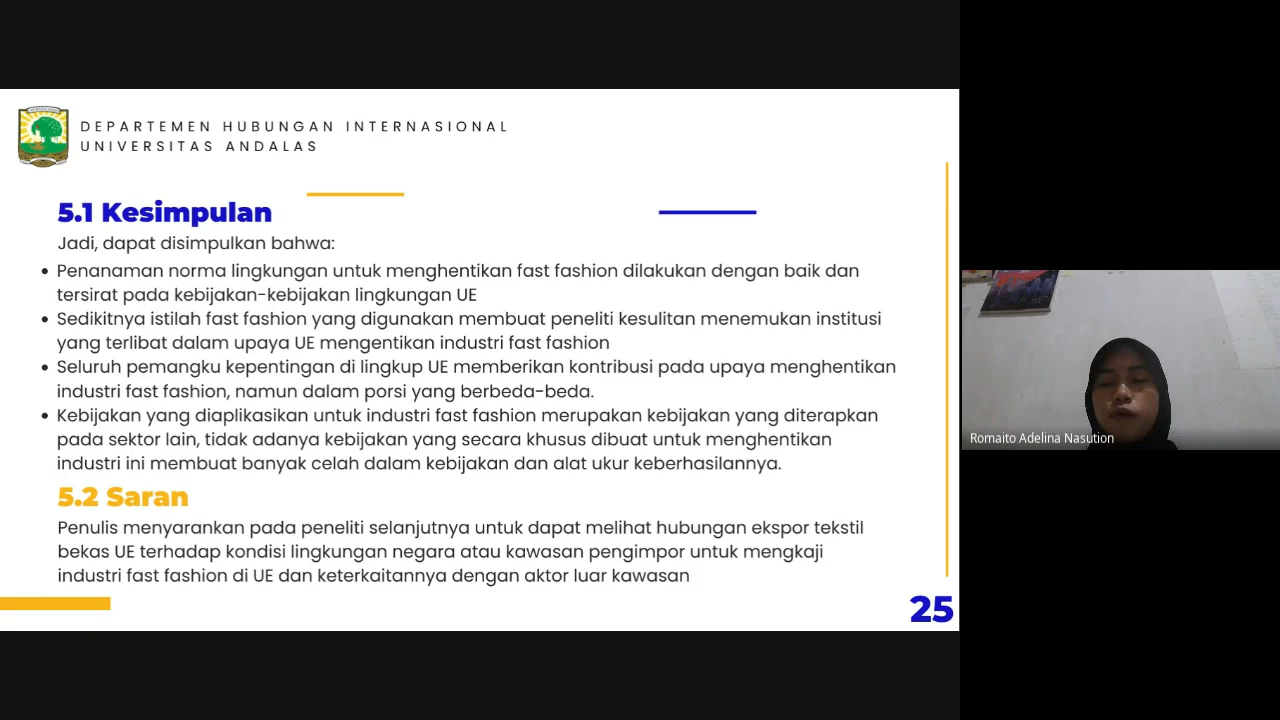 DEPARTEMEN HUBUNGAN INTERNASIONAL
UNIVERSITAS ANDALAS
5.1 Kesimpulan
Jadi, dapat disimpulkan bahwa:
• Penanaman norma lingkungan untuk menghentikan fast fashion dilakukan dengan baik dan
tersirat pada kebijakan-kebijakan lingkungan UE
• Sedikitnya istilah fast fashion yang digunakan membuat peneliti kesulitan menemukan institusi
yang terlibat dalam upaya UE mengentikan industri fast fashion
• Seluruh pemangku kepentingan di lingkup UE memberikan kontribusi pada upaya menghentikan
industri fast fashion, namun dalam porsi yang berbeda-beda.
• Kebijakan yang diaplikasikan untuk industri fast fashion merupakan kebijakan yang diterapkan
pada sektor lain, tidak adanya kebijakan yang secara khusus dibuat untuk menghentikan
industri ini membuat banyak celah dalam kebijakan dan alat ukur keberhasilannya.
5.2 Saran
Penulis menyarankan pada peneliti selanjutnya untuk dapat melihat hubungan ekspor tekstil
bekas UE terhadap kondisi lingkungan negara atau kawasan pengimpor untuk mengkaji
industri fast fashion di UE dan keterkaitannya dengan aktor luar kawasan
25
Romaito Adelina Nasution